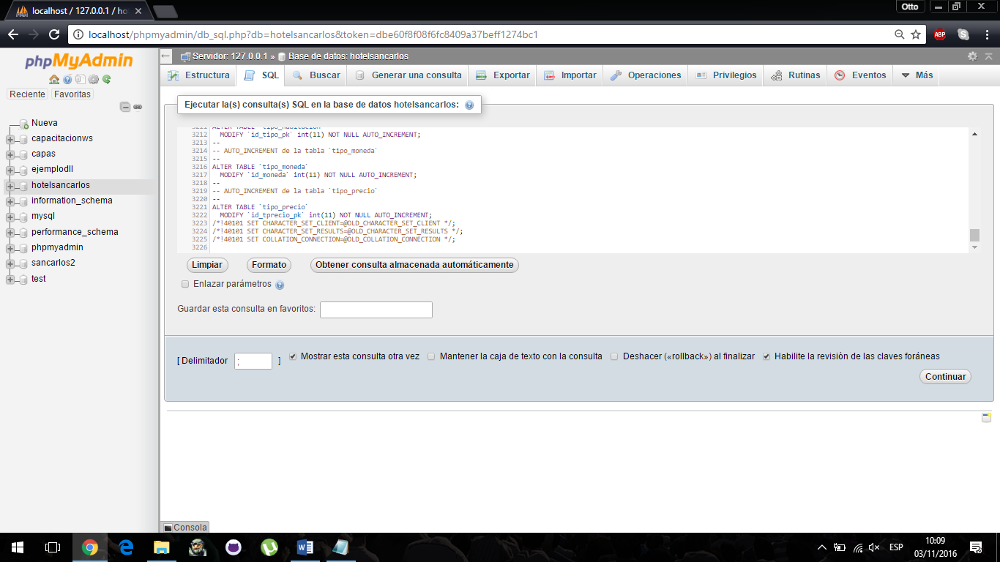 localhost / 127.0.0.1 / ho
Otto
localhost/phpmyadmin/db_sql.php?db=hotelsancarlos&token=dbe60f8f08f6fc8409a37beff1274bc1
ABP
phpMyAdmin
Reciente Favoritas
Nueva
capacitacionws
capas
ejemplodll
hotelsancarlos
information_schema
mysql
performance_schema
phpmyadmin
sancarlos2
test
Servidor: 127.0.0.1 » Base de datos: hotelsancarlos
Estructura SQL Buscar Generar una consulta Exportar Importar Operaciones Privilegios Rutinas Eventos Más
Ejecutar la(s) consulta(s) SQL en la base de datos hotelsancarlos:
3211 ALTER TABLE `tipo_habitacion`
3212 MODIFY `id_tipo_pk` int(11) NOT NULL AUTO_INCREMENT;
3213 --
3214 -- AUTO_INCREMENT de la tabla `tipo_moneda`
3215 --
3216 ALTER TABLE `tipo_moneda`
3217 MODIFY `id_moneda` int(11) NOT NULL AUTO_INCREMENT;
3218 --
3219 -- AUTO_INCREMENT de la tabla `tipo_precio`
3220 --
3221 ALTER TABLE `tipo_precio`
3222 MODIFY `id_tprecio_pk` int(11) NOT NULL AUTO_INCREMENT;
3223 /*!40101 SET CHARACTER_SET_CLIENT=@OLD_CHARACTER_SET_CLIENT */;
3224 /*!40101 SET CHARACTER_SET_RESULTS=@OLD_CHARACTER_SET_RESULTS */;
3225 /*!40101 SET COLLATION_CONNECTION=@OLD_COLLATION_CONNECTION */;
3226
Limpiar Formato Obtener consulta almacenada automáticamente
Enlazar parámetros
Guardar esta consulta en favoritos:
[ Delimitador ; ] Mostrar esta consulta otra vez Mantener la caja de texto con la consulta Deshacer («rollback») al finalizar Habilite la revisión de las claves foráneas
Continuar
Consola
ESP
10:09
03/11/2016